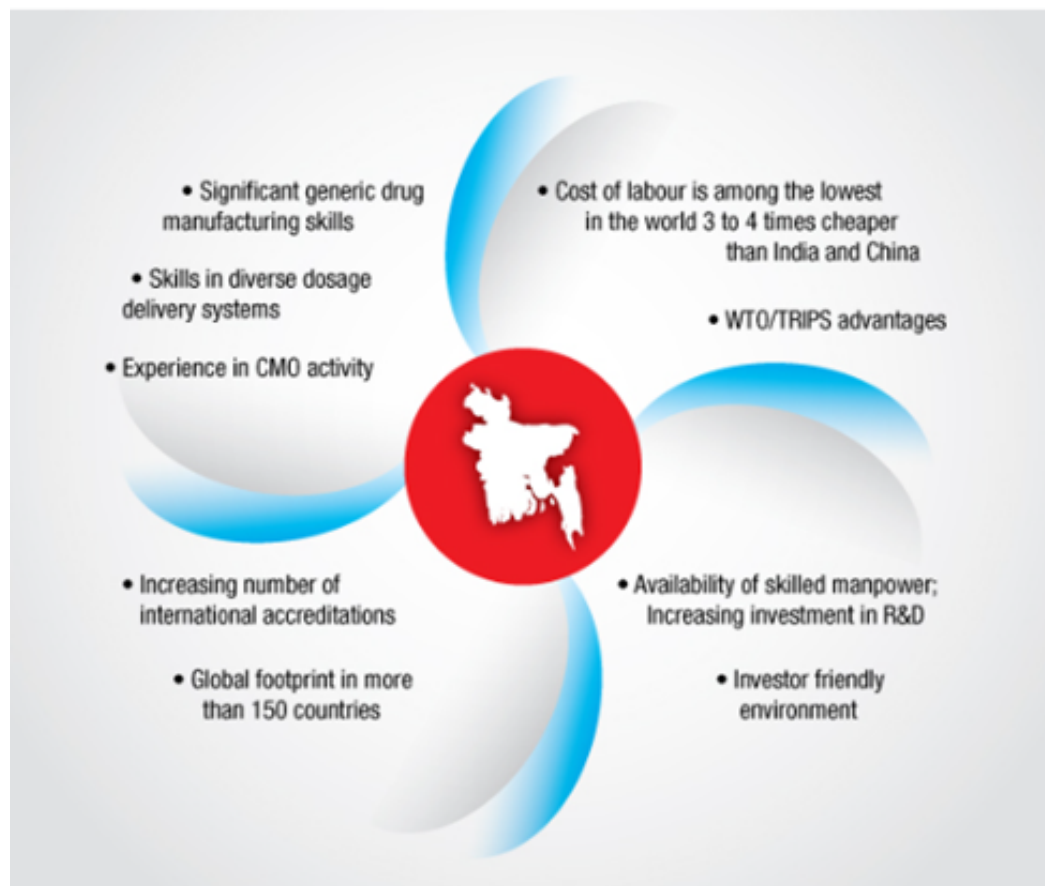 • Significant generic drug
manufacturing skills
• Skills in diverse dosage
delivery systems
• Experience in CMO activity
• Cost of labour is among the lowest
in the world 3 to 4 times cheaper
than India and China
• WTO/TRIPS advantages
• Increasing number of
international accreditations
• Global footprint in more
than 150 countries
• Availability of skilled manpower;
Increasing investment in R&D
• Investor friendly
environment